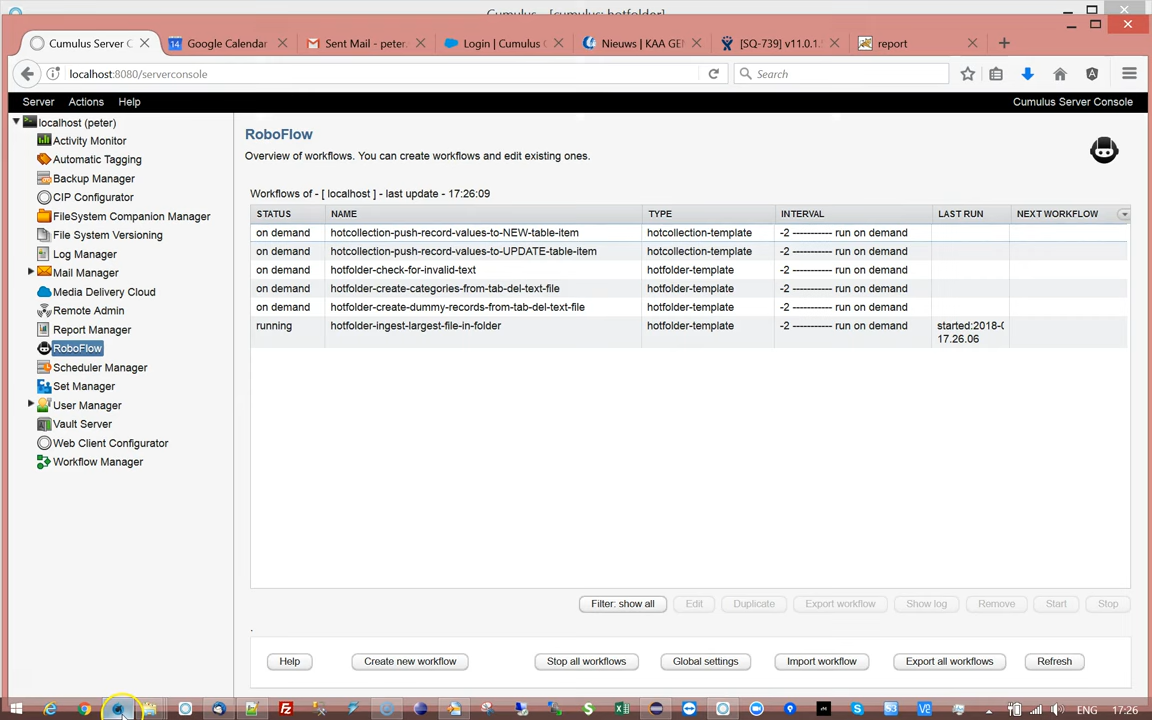 Cumulus - [cumulus: hotfolder]
Cumulus Server C
Google Calendar
Sent Mail - peter.
Login | Cumulus
Nieuws | KAA GE
[SQ-739] v11.0.1.
report
localhost:8080/serverconsole
Search
Server Actions Help
Cumulus Server Console
localhost (peter)
Activity Monitor
Automatic Tagging
Backup Manager
CIP Configurator
FileSystem Companion Manager
File System Versioning
Log Manager
Mail Manager
Media Delivery Cloud
Remote Admin
Report Manager
RoboFlow
Scheduler Manager
Set Manager
User Manager
Vault Server
Web Client Configurator
Workflow Manager
RoboFlow
Overview of workflows. You can create workflows and edit existing ones.
Workflows of - [ localhost ] - last update - 17:26:09
STATUS NAME TYPE INTERVAL LAST RUN NEXT WORKFLOW
on demand hotcollection-push-record-values-to-NEW-table-item hotcollection-template -2 ----------- run on demand
on demand hotcollection-push-record-values-to-UPDATE-table-item hotcollection-template -2 ----------- run on demand
on demand hotfolder-check-for-invalid-text hotfolder-template -2 ----------- run on demand
on demand hotfolder-create-categories-from-tab-del-text-file hotfolder-template -2 ----------- run on demand
on demand hotfolder-create-dummy-records-from-tab-del-text-file hotfolder-template -2 ----------- run on demand
running hotfolder-ingest-largest-file-in-folder hotfolder-template -2 ----------- run on demand started:2018-
17.26.06
Filter: show all Edit Duplicate Export workflow Show log Remove Start Stop
.
Help Create new workflow Stop all workflows Global settings Import workflow Export all workflows Refresh
ENG 17:26